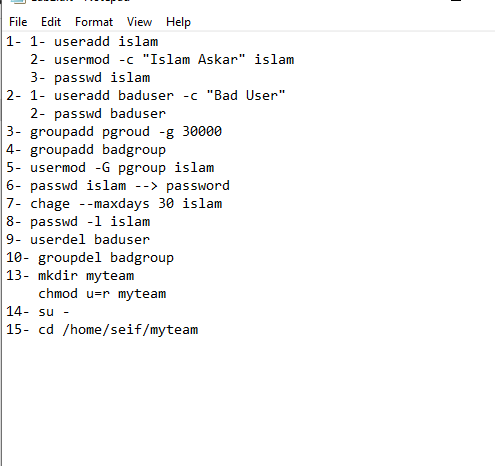 File Edit Format View Help
1- 1- useradd islam
2- usermod -c "Islam Askar" islam
3- passwd islam
2- 1- useradd baduser -c "Bad User"
2- passwd baduser
3- groupadd pgroud -g 30000
4- groupadd badgroup
5- usermod -G pgroup islam
6- passwd islam --> password
7- chage --maxdays 30 islam
8- passwd -l islam
9- userdel baduser
10- groupdel badgroup
13- mkdir myteam
chmod u=r myteam
14- su -
15- cd /home/seif/myteam